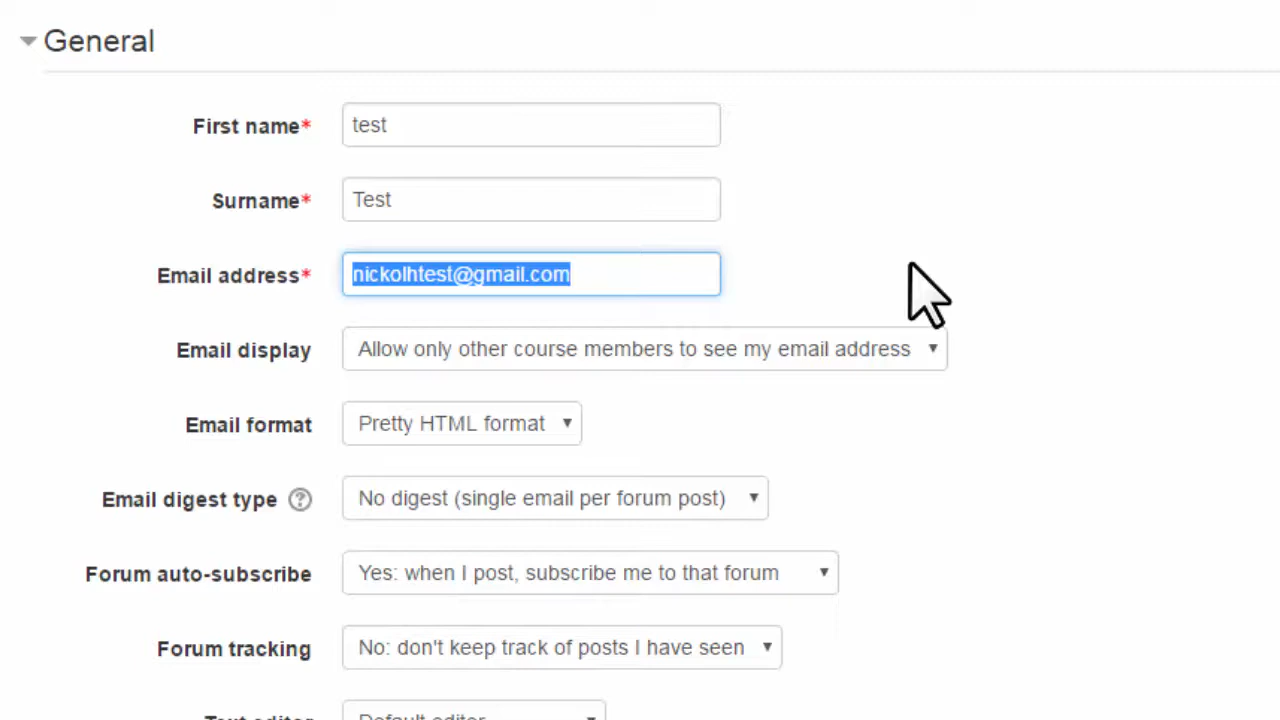 General
First name* test
Surname* Test
Email address* nickolhtest@gmail.com
Email display Allow only other course members to see my email address
Email format Pretty HTML format
Email digest type ? No digest (single email per forum post)
Forum auto-subscribe Yes: when I post, subscribe me to that forum
Forum tracking No: don't keep track of posts I have seen
Text editor Default editor